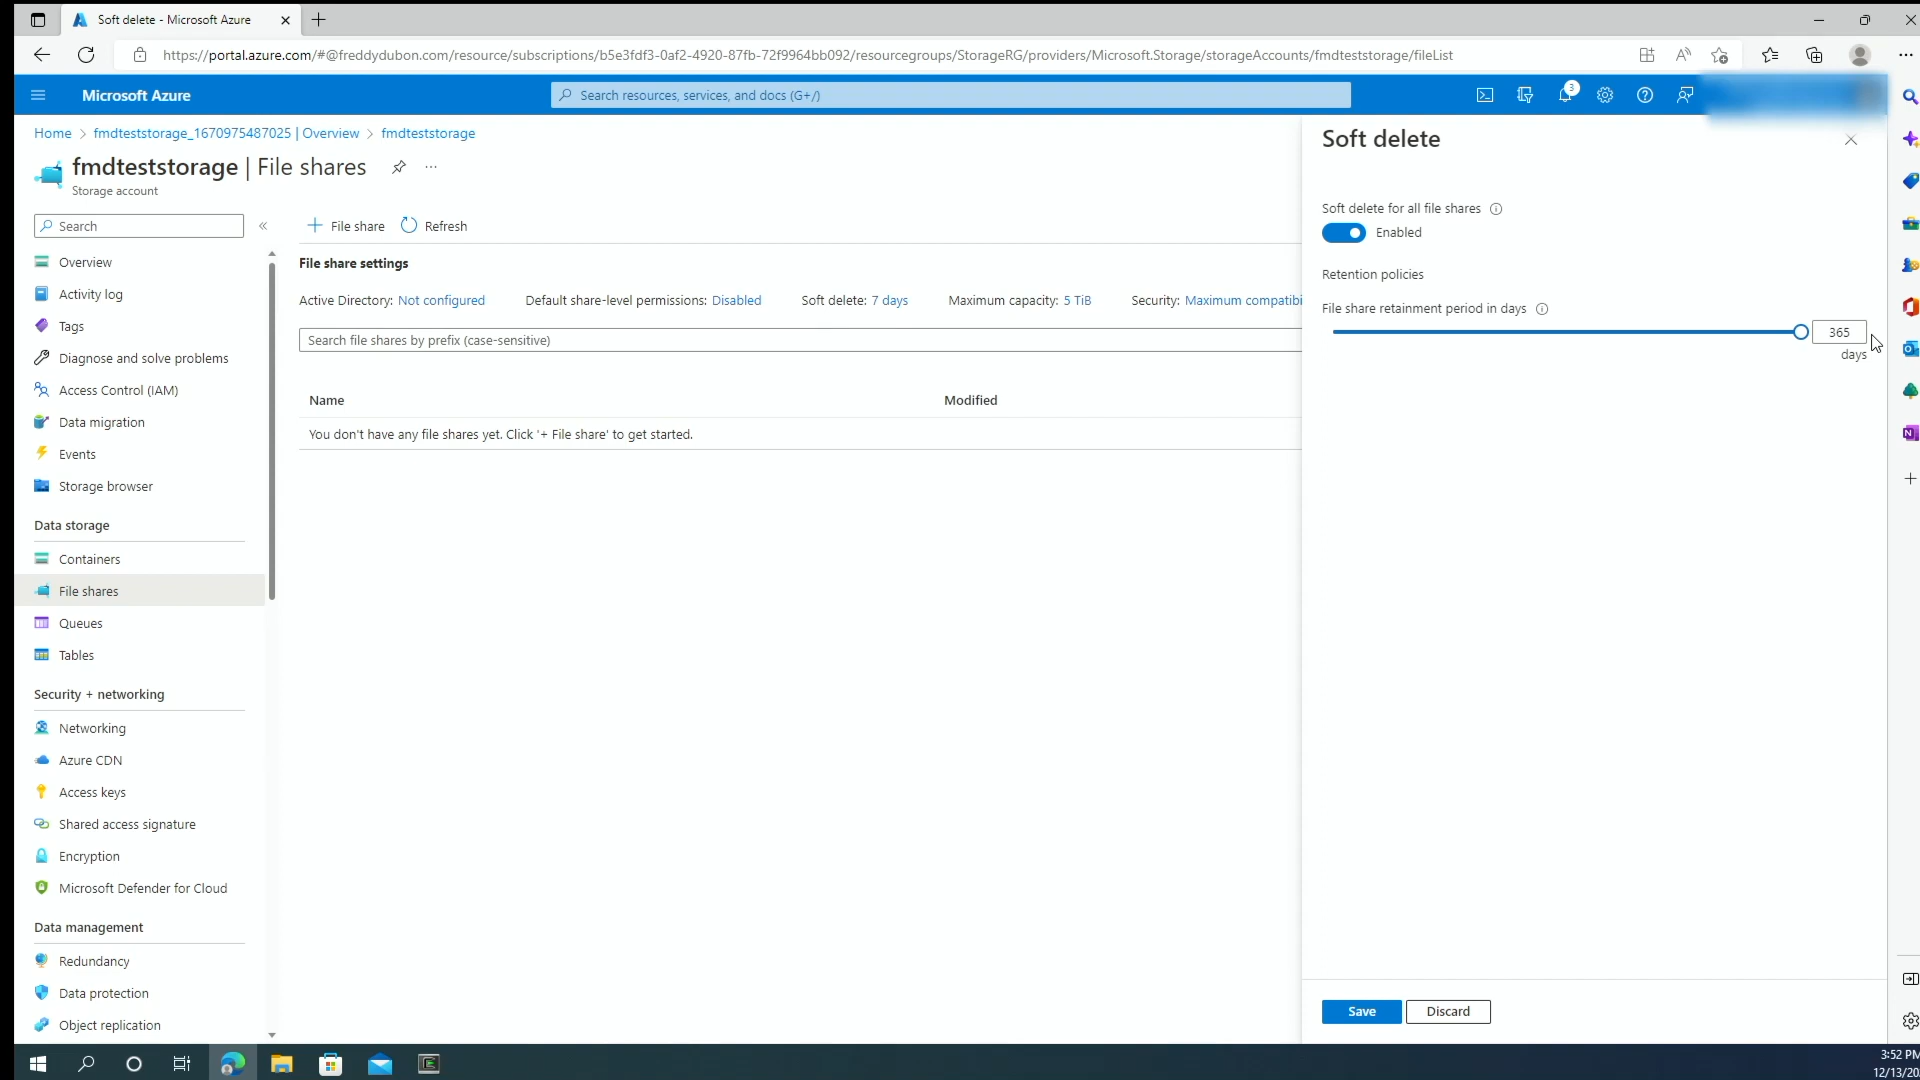 Soft delete - Microsoft Azure
https://portal.azure.com/#@freddydubon.com/resource/subscriptions/b5e3fdf3-0af2-4920-87fb-72f9964bb092/resourcegroups/StorageRG/providers/Microsoft.Storage/storageAccounts/fmdteststorage/fileList
Microsoft Azure
Search resources, services, and docs (G+/)
3
Home > fmdteststorage_1670975487025 | Overview > fmdteststorage
fmdteststorage | File shares
Storage account
Search
+ File share
Refresh
Overview
Activity log
Tags
Diagnose and solve problems
Access Control (IAM)
Data migration
Events
Storage browser
Data storage
Containers
File shares
Queues
Tables
Security + networking
Networking
Azure CDN
Access keys
Shared access signature
Encryption
Microsoft Defender for Cloud
Data management
Redundancy
Data protection
Object replication
File share settings
Active Directory: Not configured
Default share-level permissions: Disabled
Soft delete: 7 days
Maximum capacity: 5 TiB
Security: Maximum compatibi
Search file shares by prefix (case-sensitive)
Name
Modified
You don't have any file shares yet. Click '+ File share' to get started.
Soft delete
Soft delete for all file shares
Enabled
Retention policies
File share retainment period in days
365
days
Save
Discard
3:52 PM
12/13/20